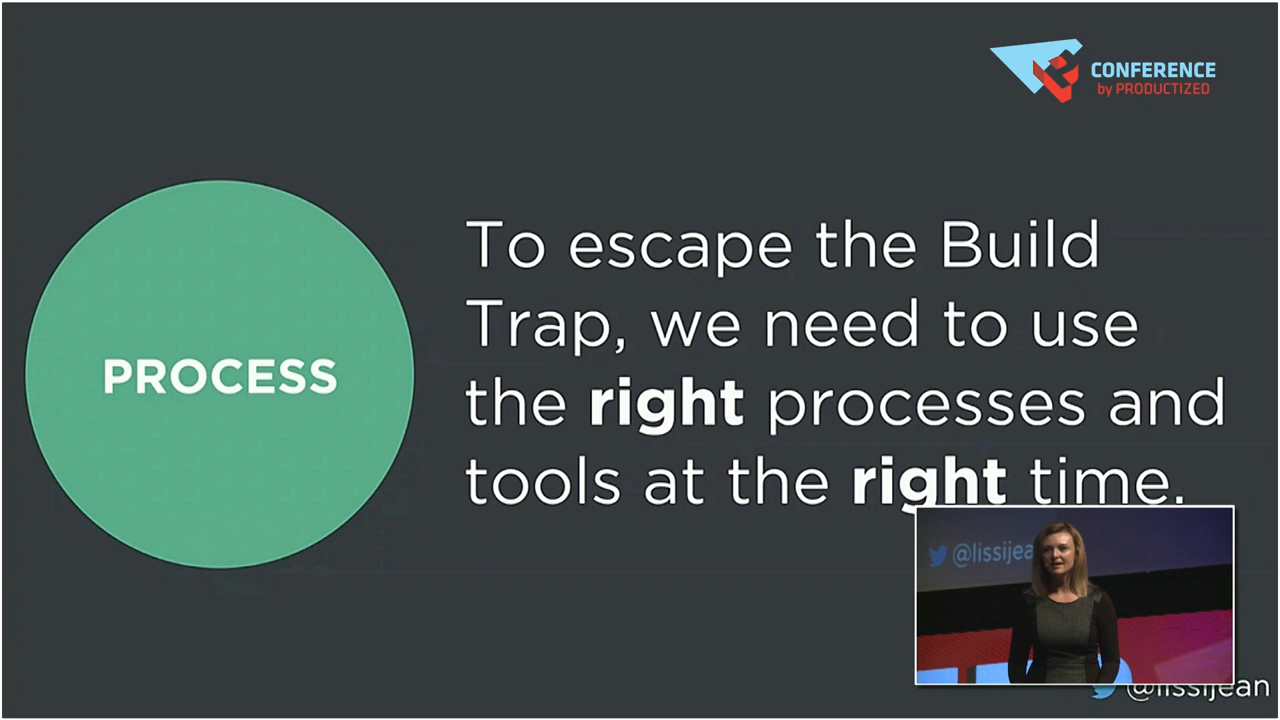 CONFERENCE
by PRODUCTIZED
PROCESS
To escape the Build
Trap, we need to use
the right processes and
tools at the right time.
@lissijea
@lissijean